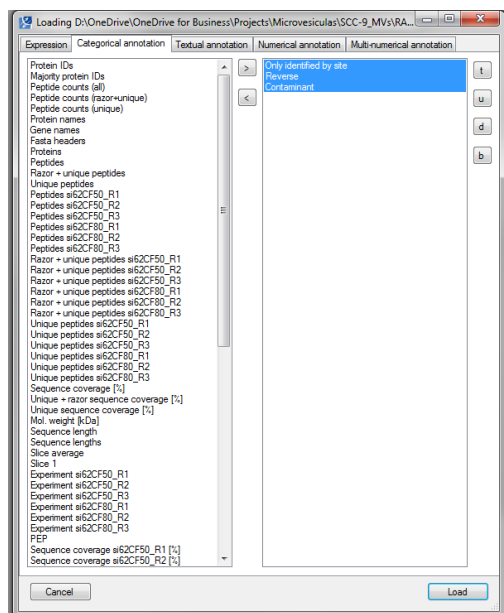 Loading D:\OneDrive\OneDrive for Business\Projects\Microvesiculas\SCC-9_MVs\RA...
Expression Categorical annotation Textual annotation Numerical annotation Multi-numerical annotation
Protein IDs
Majority protein IDs
Peptide counts (all)
Peptide counts (razor+unique)
Peptide counts (unique)
Protein names
Gene names
Fasta headers
Proteins
Peptides
Razor + unique peptides
Unique peptides
Peptides si62CF50_R1
Peptides si62CF50_R2
Peptides si62CF50_R3
Peptides si62CF80_R1
Peptides si62CF80_R2
Peptides si62CF80_R3
Razor + unique peptides si62CF50_R1
Razor + unique peptides si62CF50_R2
Razor + unique peptides si62CF50_R3
Razor + unique peptides si62CF80_R1
Razor + unique peptides si62CF80_R2
Razor + unique peptides si62CF80_R3
Unique peptides si62CF50_R1
Unique peptides si62CF50_R2
Unique peptides si62CF50_R3
Unique peptides si62CF80_R1
Unique peptides si62CF80_R2
Unique peptides si62CF80_R3
Sequence coverage [%]
Unique + razor sequence coverage [%]
Unique sequence coverage [%]
Mol. weight [kDa]
Sequence length
Sequence lengths
Slice average
Slice 1
Experiment si62CF50_R1
Experiment si62CF50_R2
Experiment si62CF50_R3
Experiment si62CF80_R1
Experiment si62CF80_R2
Experiment si62CF80_R3
PEP
Sequence coverage si62CF50_R1 [%]
Sequence coverage si62CF50_R2 [%]
>
<
Only identified by site
Reverse
Contaminant
t
u
d
b
Cancel
Load